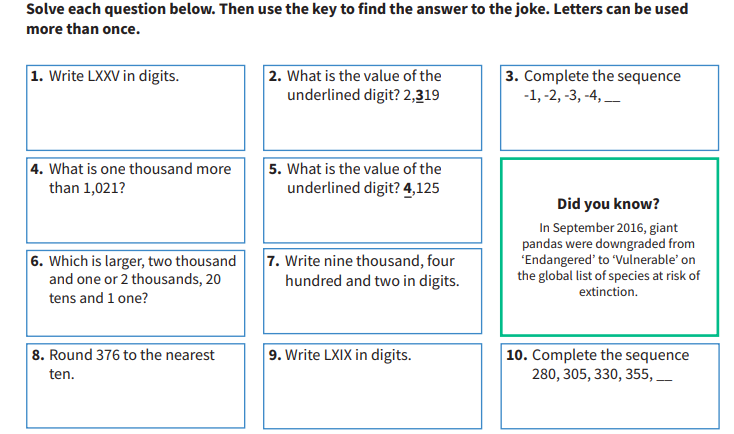 Solve each question below. Then use the key to find the answer to the joke. Letters can be used
more than once.
1. Write LXXV in digits.
2. What is the value of the
underlined digit? 2,319
3. Complete the sequence
-1, -2, -3, -4, __
4. What is one thousand more
than 1,021?
5. What is the value of the
underlined digit? 4,125
Did you know?
In September 2016, giant
pandas were downgraded from
‘Endangered’ to ‘Vulnerable’ on
the global list of species at risk of
extinction.
6. Which is larger, two thousand
and one or 2 thousands, 20
tens and 1 one?
7. Write nine thousand, four
hundred and two in digits.
8. Round 376 to the nearest
ten.
9. Write LXIX in digits.
10. Complete the sequence
280, 305, 330, 355, __